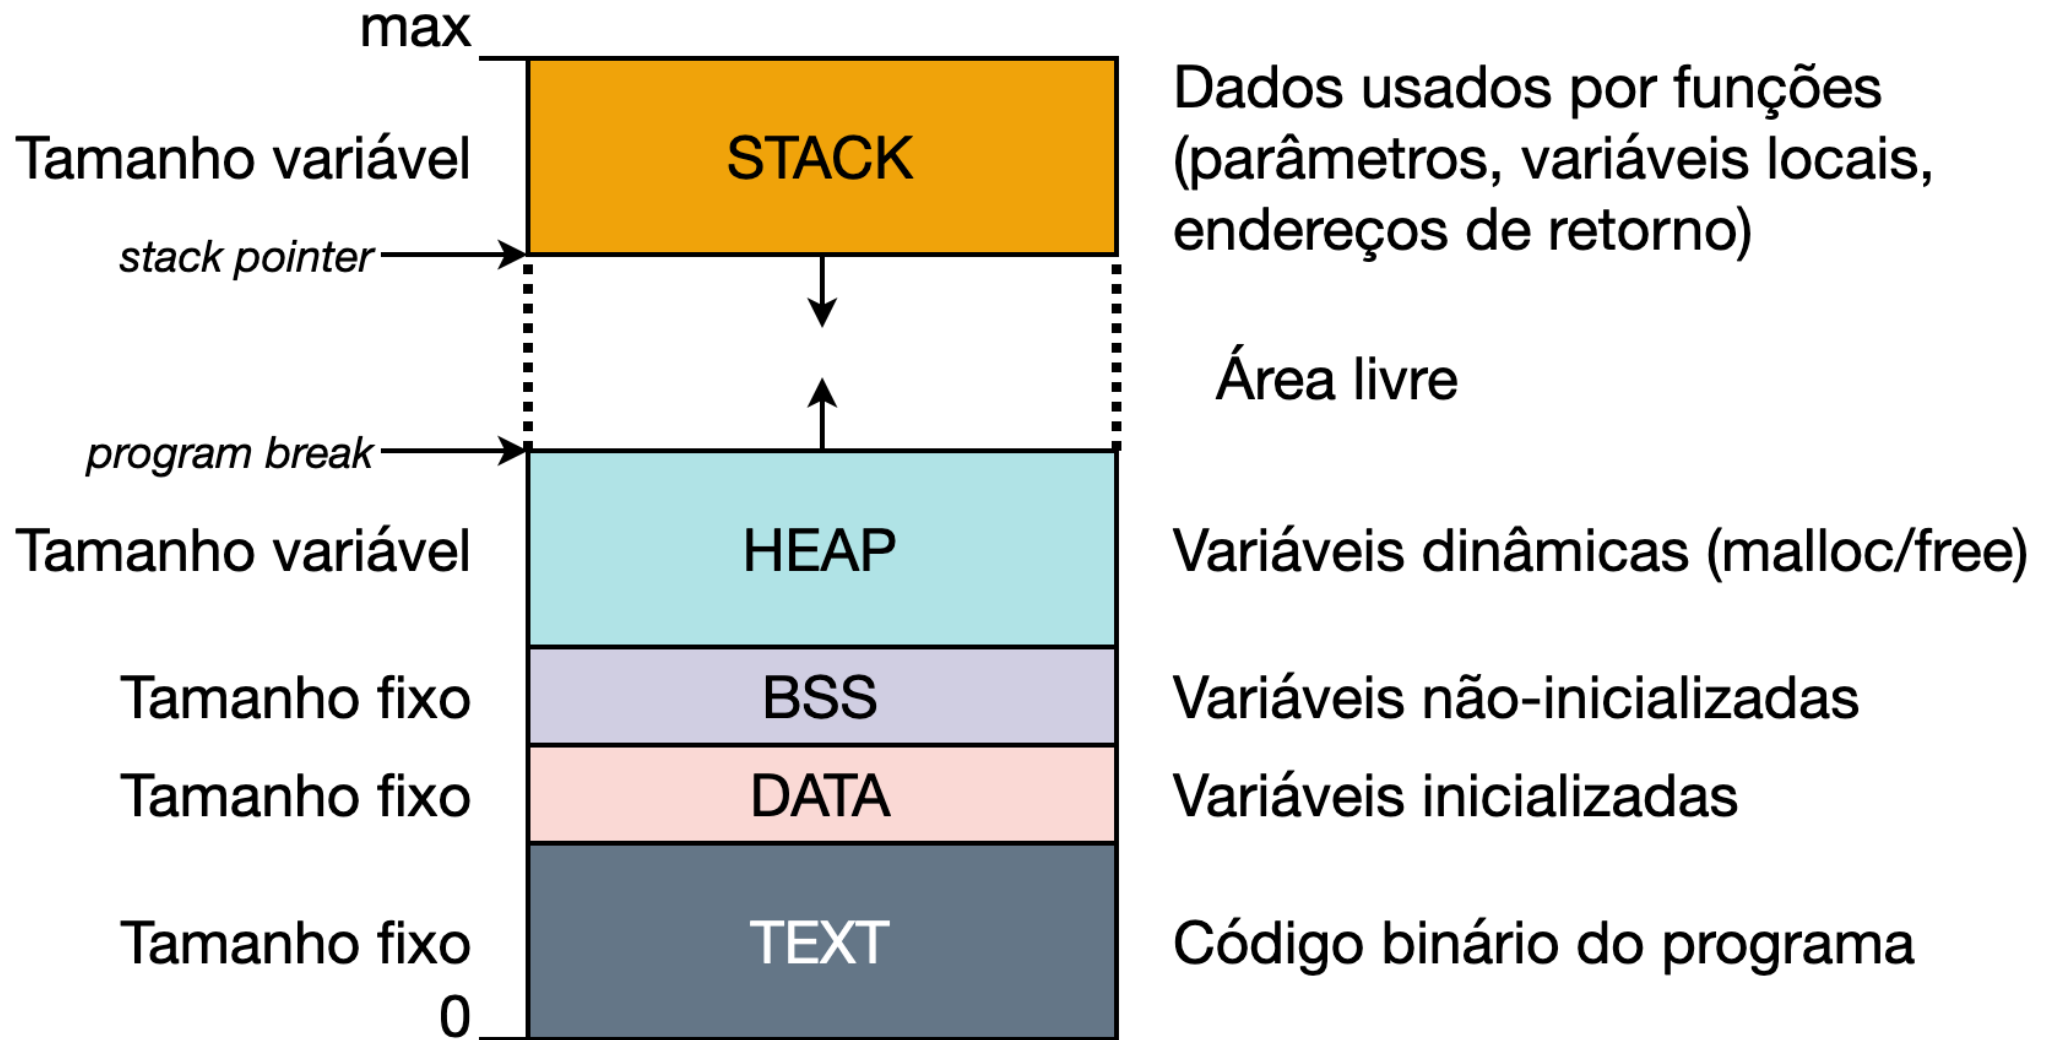 max
Tamanho variável
STACK
Dados usados por funções
(parâmetros, variáveis locais,
endereços de retorno)
stack pointer
Área livre
program break
Tamanho variável
HEAP
Variáveis dinâmicas (malloc/free)
Tamanho fixo
BSS
Variáveis não-inicializadas
Tamanho fixo
DATA
Variáveis inicializadas
Tamanho fixo
TEXT
Código binário do programa
0